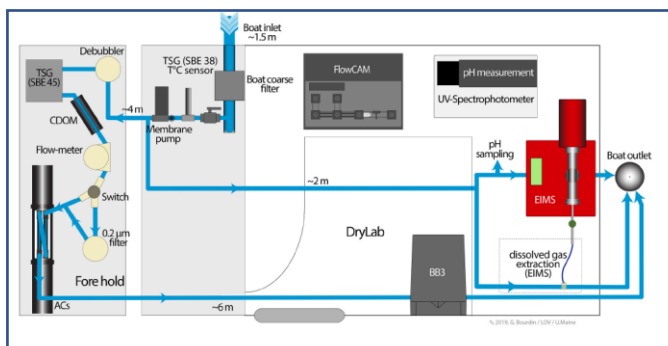 Boat inlet
~1.5 m
Debubbler
TSG
(SBE 45)
TSG (SBE 38)
T°C sensor
Boat coarse
filter
FlowCAM
pH measurement
UV-Spectrophotometer
CDOM
~4 m
Membrane
pump
Flow-meter
pH
sampling
Boat outlet
~2 m
EIMS
Switch
0.2 µm
filter
DryLab
dissolved gas
extraction
(EIMS)
BB3
Fore hold
ACs
~6 m
© 2019, G. Bourdin / LOV / U.Maine